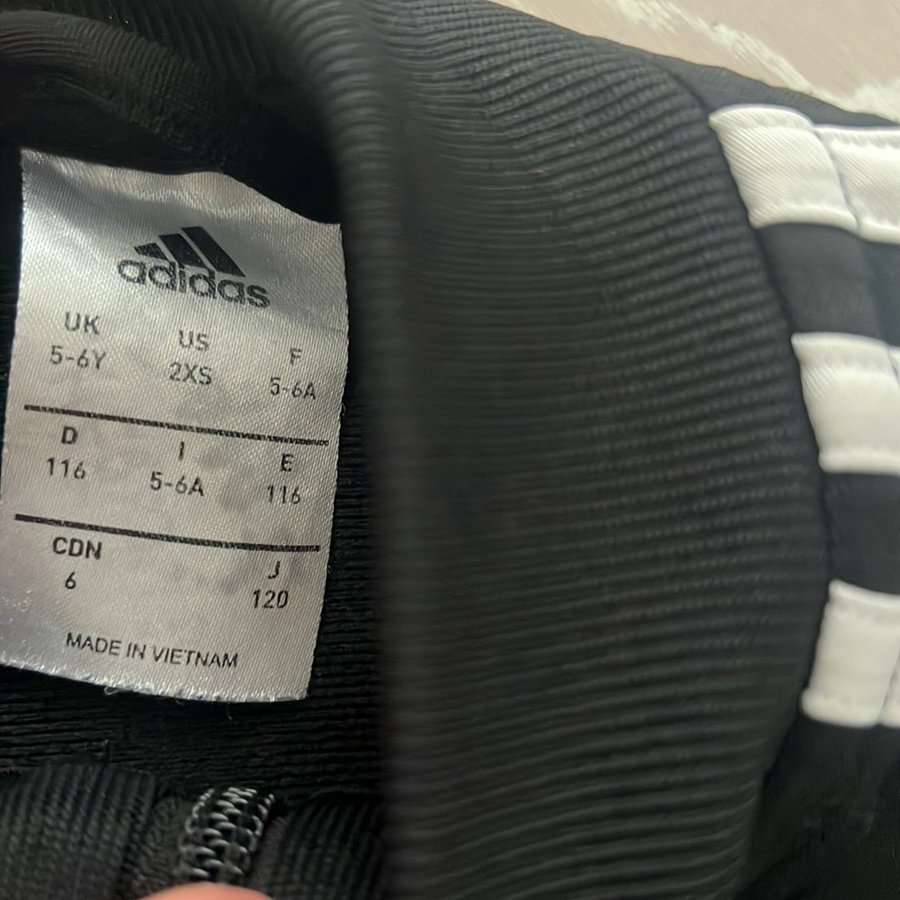 adidas
UK US F
5-6Y 2XS 5-6A
D I E
116 5-6A 116
CDN J
6 120
MADE IN VIETNAM